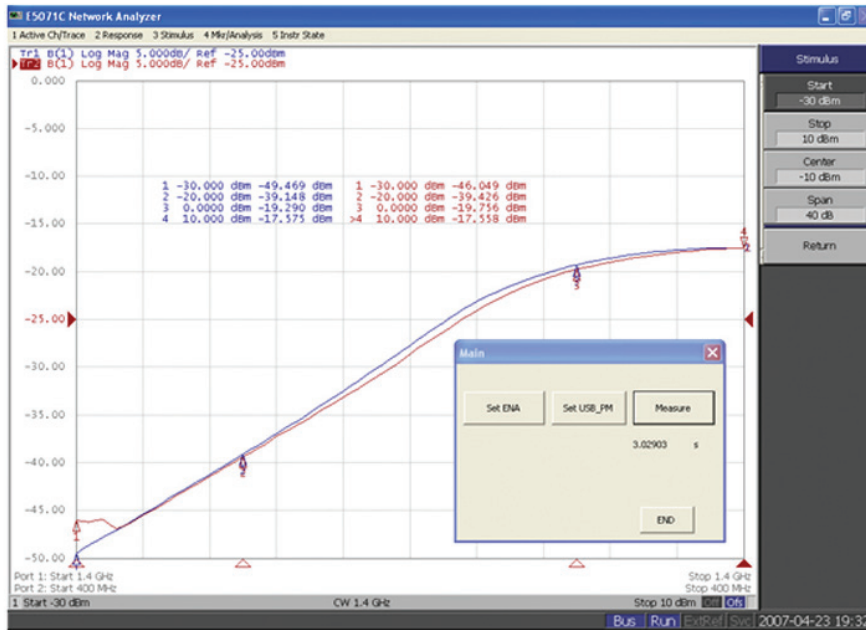 E5071C Network Analyzer
1 Active Ch/Trace 2 Response 3 Stimulus 4 Mkr/Analysis 5 Instr State
Tr1 B(1) Log Mag 5.000dB/ Ref -25.00dBm
Tr2 B(1) Log Mag 5.000dB/ Ref -25.00dBm
0.000
-5.000
-10.00
-15.00
-20.00
-25.00
-30.00
-35.00
-40.00
-45.00
-50.00
1 -30.000 dBm -49.469 dBm
2 -20.000 dBm -39.148 dBm
3 0.0000 dBm -19.290 dBm
4 10.000 dBm -17.575 dBm
1 -30.000 dBm -46.049 dBm
2 -20.000 dBm -39.426 dBm
3 0.0000 dBm -19.756 dBm
>4 10.000 dBm -17.558 dBm
4
3
1
Main
Set ENA
Set USB_PM
Measure
3.02903 s
END
Port 1: Start 1.4 GHz
Port 2: Start 400 MHz
Stop 1.4 GHz
Stop 400 MHz
1 Start -30 dBm
CW 1.4 GHz
Stop 10 dBm Off Ofs
Bus Run ExtRef Svc 2007-04-23 19:3
Stimulus
Start
-30 dBm
Stop
10 dBm
Center
-10 dBm
Span
40 dB
Return